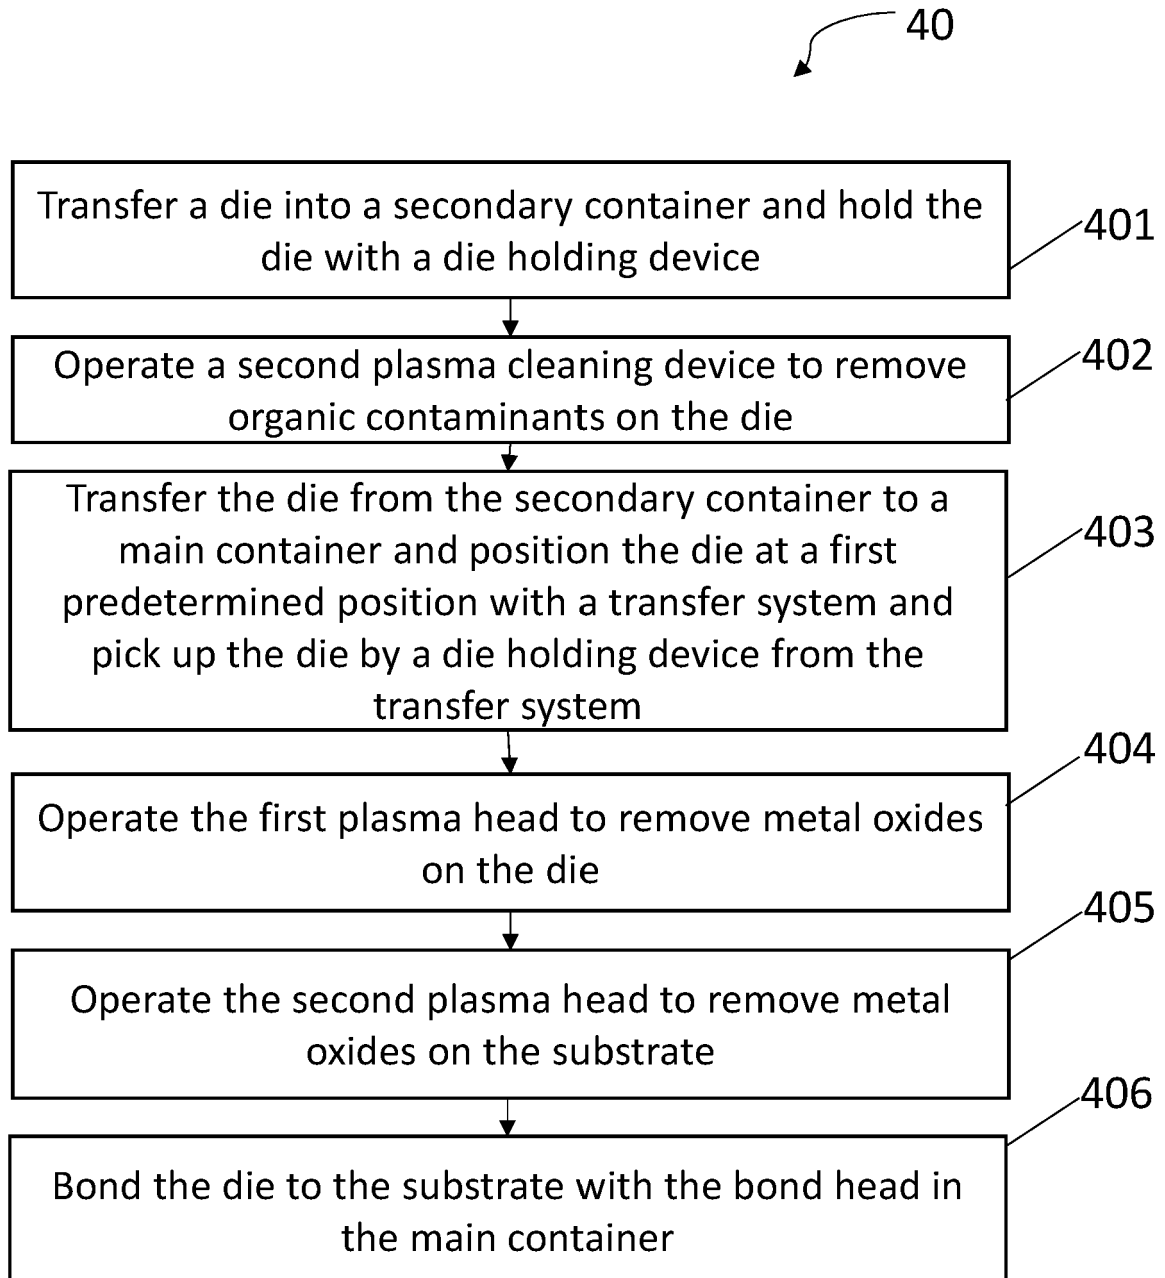 40
Transfer a die into a secondary container and hold the
die with a die holding device
401
Operate a second plasma cleaning device to remove
organic contaminants on the die
402
Transfer the die from the secondary container to a
main container and position the die at a first
predetermined position with a transfer system and
pick up the die by a die holding device from the
transfer system
403
Operate the first plasma head to remove metal oxides
on the die
404
Operate the second plasma head to remove metal
oxides on the substrate
405
Bond the die to the substrate with the bond head in
the main container
406